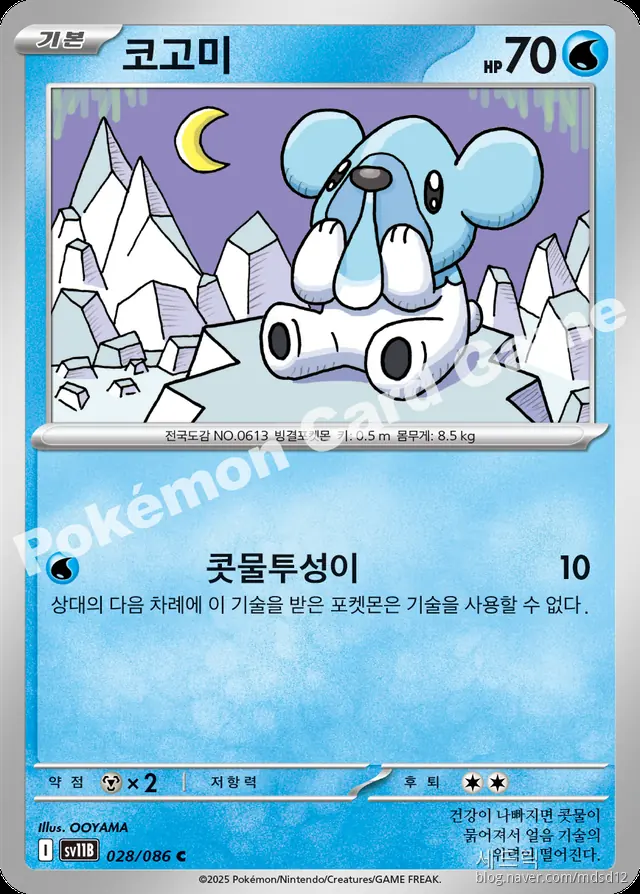 기본 코고미 HP 70
전국도감 NO.0613 빙결포켓몬 키: 0.5 m 몸무게: 8.5 kg
Pokémon Card Game
콧물투성이 10
상대의 다음 차례에 이 기술을 받은 포켓몬은 기술을 사용할 수 없다.
약점 ×2 저항력 후퇴
Illus. OOYAMA
I sv11B 028/086 C
건강이 나빠지면 콧물이
묽어져서 얼음 기술의
위력이 떨어진다.
세드릭
blog.naver.com/mdsd12
©2025 Pokémon/Nintendo/Creatures/GAME FREAK.